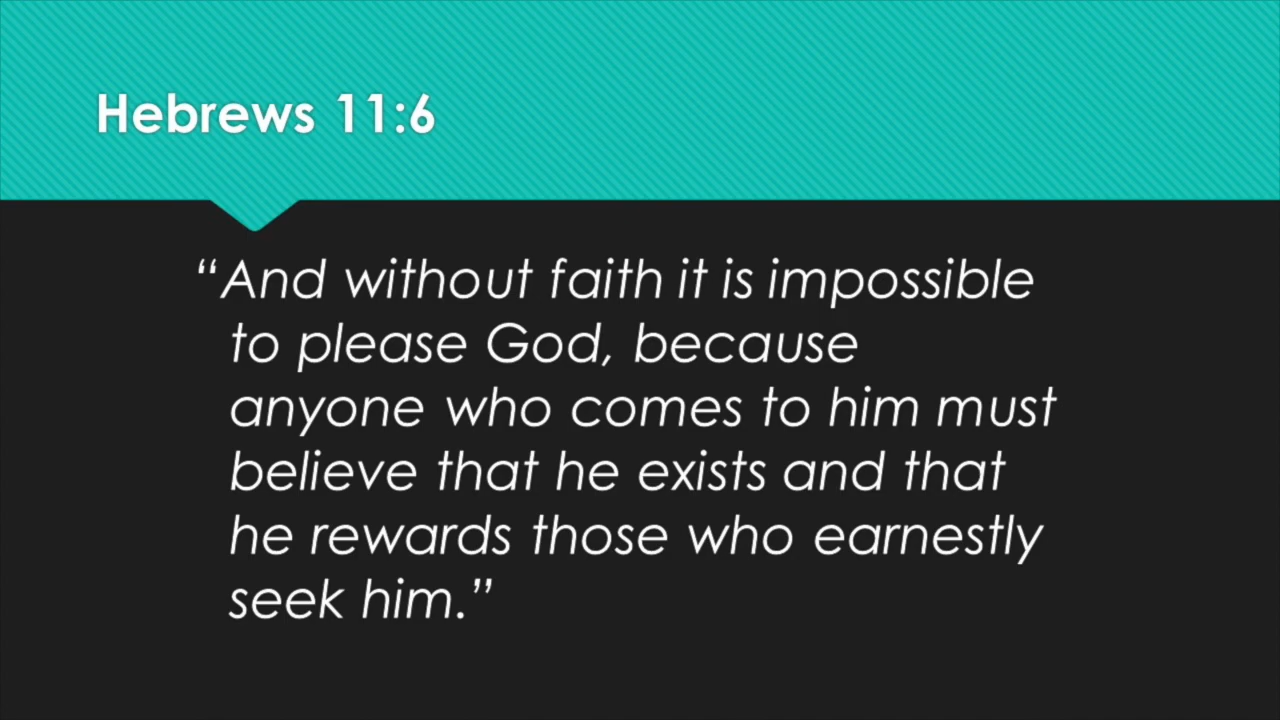 Hebrews 11:6
“And without faith it is impossible
to please God, because
anyone who comes to him must
believe that he exists and that
he rewards those who earnestly
seek him.”